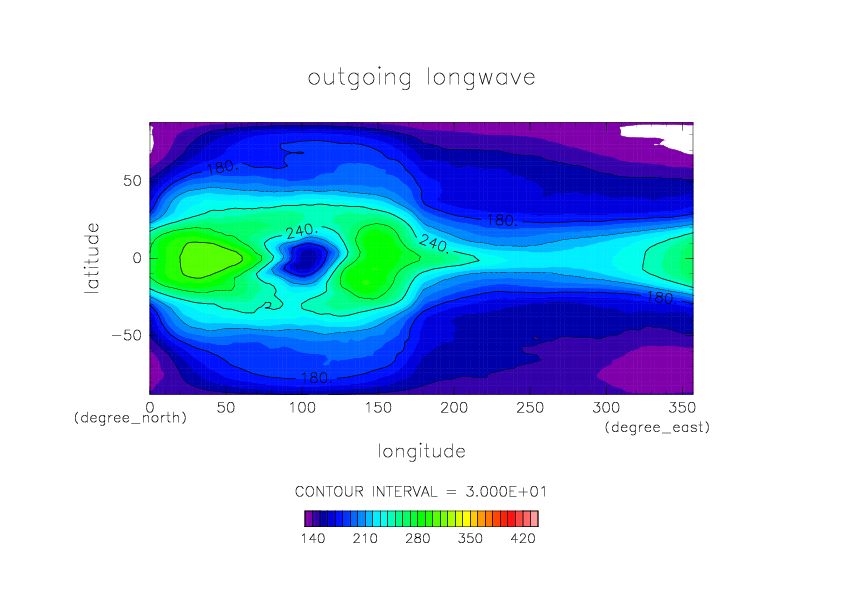 outgoing longwave
latitude
50
0
−50
180.
240.
240.
180.
2
180.
180.
0 50 100 150 200 250 300 350
(degree_north)
(degree_east)
longitude
CONTOUR INTERVAL = 3.000E+01
140 210 280 350 420